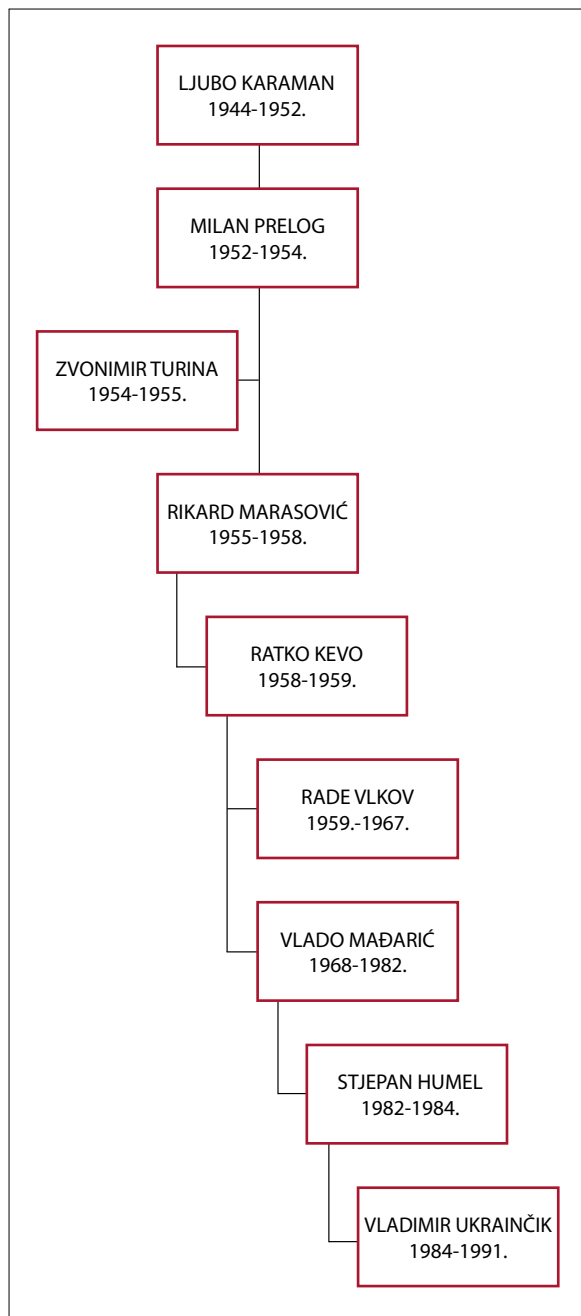 LJUBO KARAMAN
1944-1952.
MILAN PRELOG
1952-1954.
ZVONIMIR TURINA
1954-1955.
RIKARD MARASOVIĆ
1955-1958.
RATKO KEVO
1958-1959.
RADE VLKOV
1959.-1967.
VLADO MAĐARIĆ
1968-1982.
STJEPAN HUMEL
1982-1984.
VLADIMIR UKRAINČIK
1984-1991.